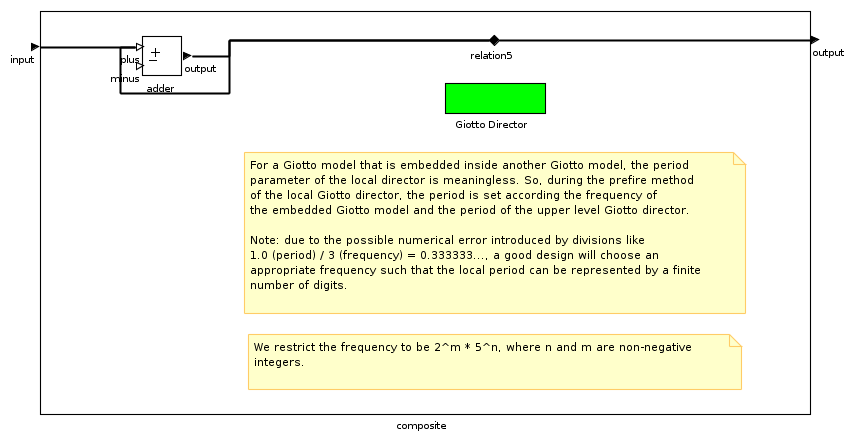 input
plus
+
−
minus
output
adder
relation5
output
Giotto Director
For a Giotto model that is embedded inside another Giotto model, the period
parameter of the local director is meaningless. So, during the prefire method
of the local Giotto director, the period is set accord­ing the frequency of
the embedded Giotto model and the period of the upper level Giotto director.
Note: due to the possible numerical error introduced by divisions like
1.0 (period) / 3 (frequency) = 0.333333..., a good design will choose an
appropriate frequency such that the local period can be represented by a finite
number of digits.
We restrict the frequency to be 2^m * 5^n, where n and m are non-negative
integers.
composite